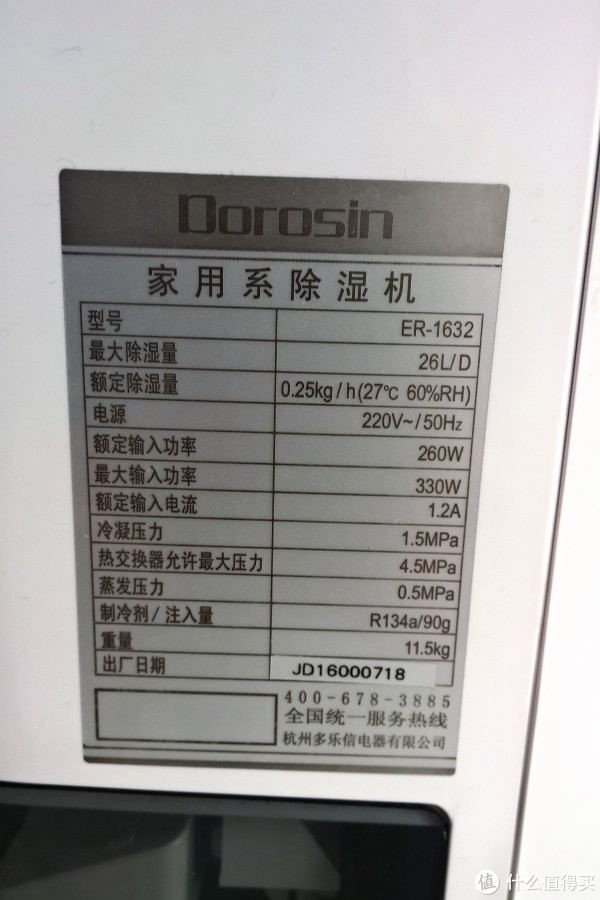 Dorosin
家用系除湿机
型号 ER-1632
最大除湿量 26L/D
额定除湿量 0.25kg/h(27℃ 60%RH)
电源 220V~/50Hz
额定输入功率 260W
最大输入功率 330W
额定输入电流 1.2A
冷凝压力 1.5MPa
热交换器允许最大压力 4.5MPa
蒸发压力 0.5MPa
制冷剂/注入量 R134a/90g
重量 11.5kg
出厂日期 JD16000718
400-678-3885
全国统一服务热线
杭州多乐信电器有限公司
值 什么值得买